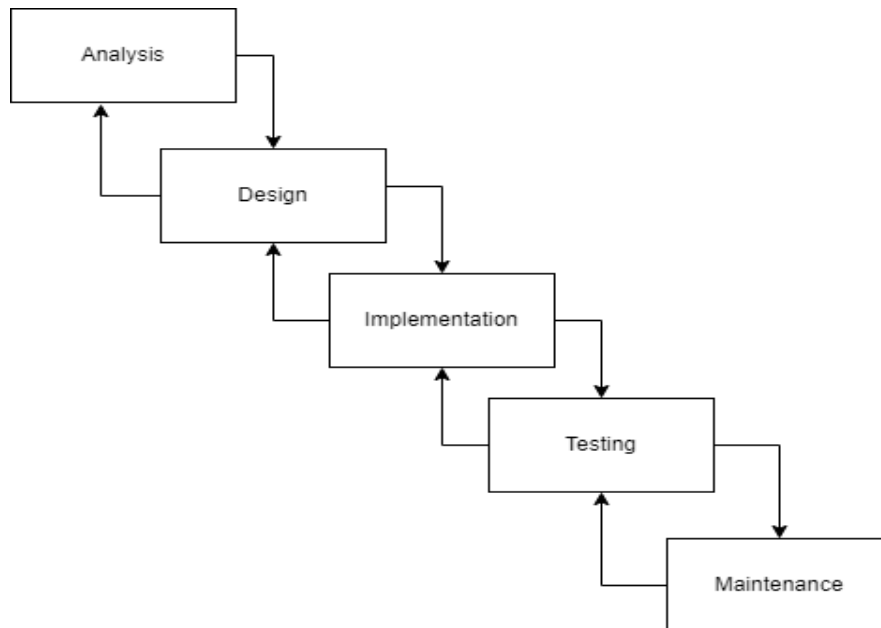 Analysis
Design
Implementation
Testing
Maintenance